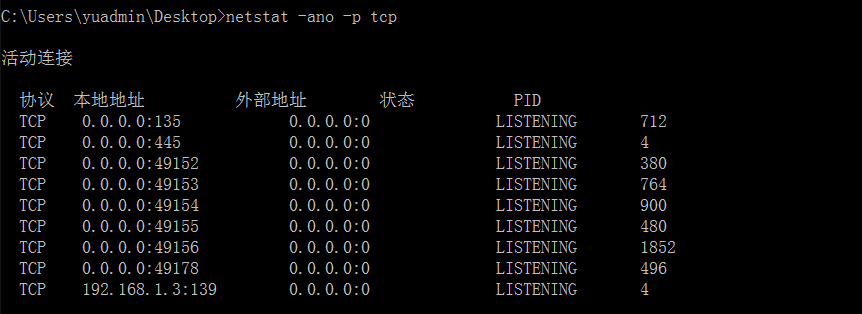 C:\Users\yuadmin\Desktop>netstat -ano -p tcp
活动连接
协议 本地地址 外部地址 状态 PID
TCP 0.0.0.0:135 0.0.0.0:0 LISTENING 712
TCP 0.0.0.0:445 0.0.0.0:0 LISTENING 4
TCP 0.0.0.0:49152 0.0.0.0:0 LISTENING 380
TCP 0.0.0.0:49153 0.0.0.0:0 LISTENING 764
TCP 0.0.0.0:49154 0.0.0.0:0 LISTENING 900
TCP 0.0.0.0:49155 0.0.0.0:0 LISTENING 480
TCP 0.0.0.0:49156 0.0.0.0:0 LISTENING 1852
TCP 0.0.0.0:49178 0.0.0.0:0 LISTENING 496
TCP 192.168.1.3:139 0.0.0.0:0 LISTENING 4